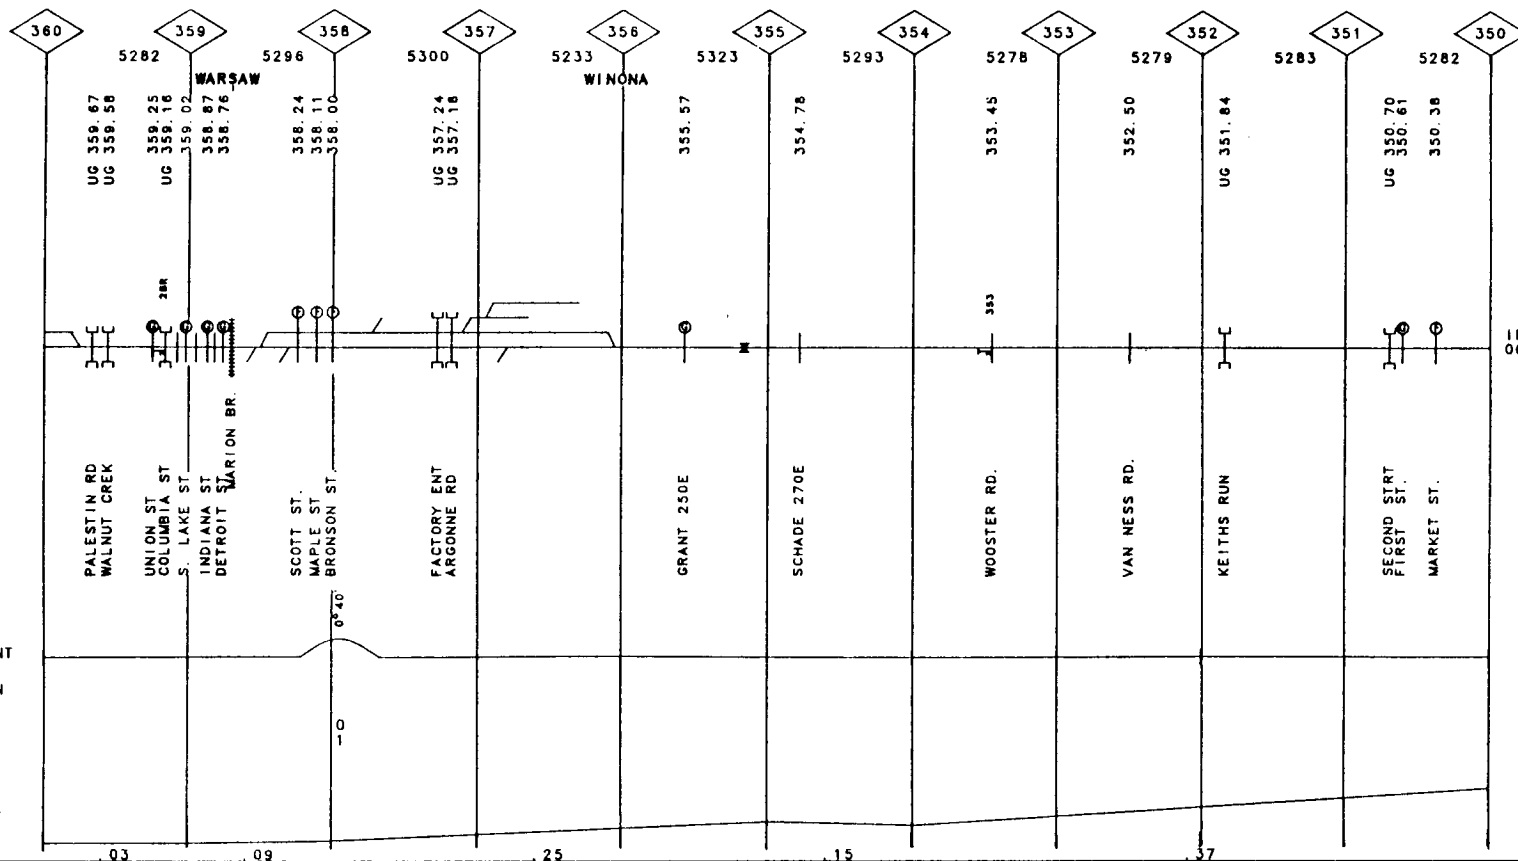 360 359 358 357 356 355 354 353 352 351 350
5282 5296 5300 5233 5323 5293 5278 5279 5283 5282
WARSAW WINONA
UG 359.67
UG 359.58
359.25
UG 359.16
359.02
358.87
358.76
358.24
358.11
358.00
UG 357.24
UG 357.18
355.57
354.78
353.45
352.50
UG 351.84
UG 350.70
350.61
350.38
2BR
353
MARION BR.
PALESTIN RD
WALNUT CREK
UNION ST
COLUMBIA ST
S. LAKE ST.
INDIANA ST
DETROIT ST.
SCOTT ST.
MAPLE ST
BRONSON ST.
FACTORY ENT
ARGONNE RD
GRANT 250E
SCHADE 270E
WOOSTER RD.
VAN NESS RD.
KEITHS RUN
SECOND STRT
FIRST ST.
MARKET ST.
0°40'
NT
N
0
1
.03 .09 .25 .15 .37